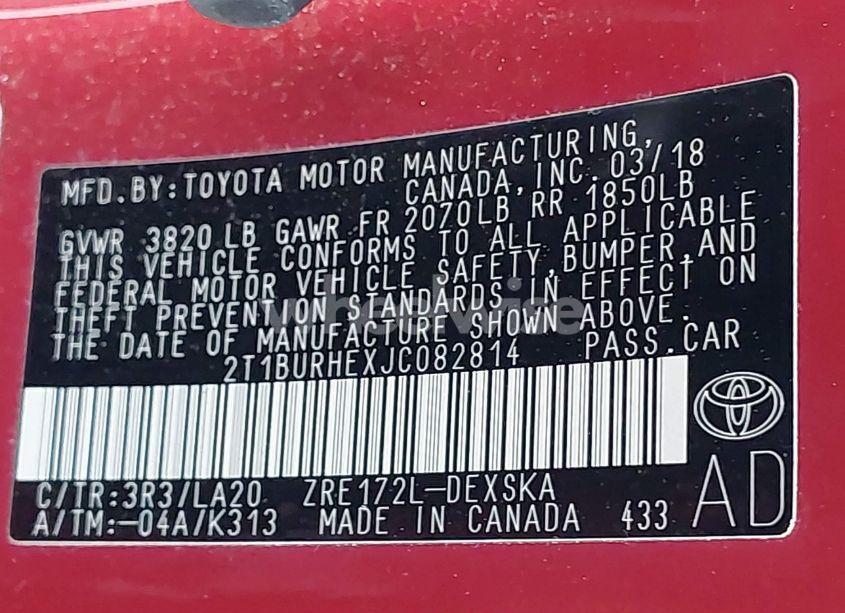 MFD.BY:TOYOTA MOTOR MANUFACTURING,
CANADA, INC. 03/18
GVWR 3820 LB GAWR FR 2070LB RR 1850LB
THIS VEHICLE CONFORMS TO ALL APPLICABLE
FEDERAL MOTOR VEHICLE SAFETY, BUMPER, AND
THEFT PREVENTION STANDARDS IN EFFECT ON
THE DATE OF MANUFACTURE SHOWN ABOVE.
2T1BURHEXJC082814 PASS.CAR
C/TR:3R3/LA20 ZRE172L-DEXSKA
A/TM:-04A/K313 MADE IN CANADA 433
AD
wheelwise